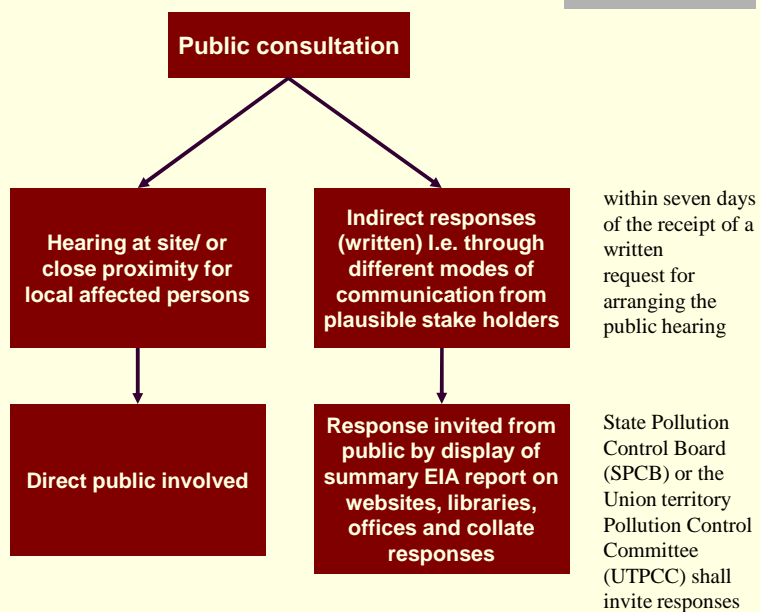 Public consultation
Hearing at site/ or
close proximity for
local affected persons
Indirect responses
(written) I.e. through
different modes of
communication from
plausible stake holders
within seven days
of the receipt of a
written
request for
arranging the
public hearing
Direct public involved
Response invited from
public by display of
summary EIA report on
websites, libraries,
offices and collate
responses
State Pollution
Control Board
(SPCB) or the
Union territory
Pollution Control
Committee
(UTPCC) shall
invite responses